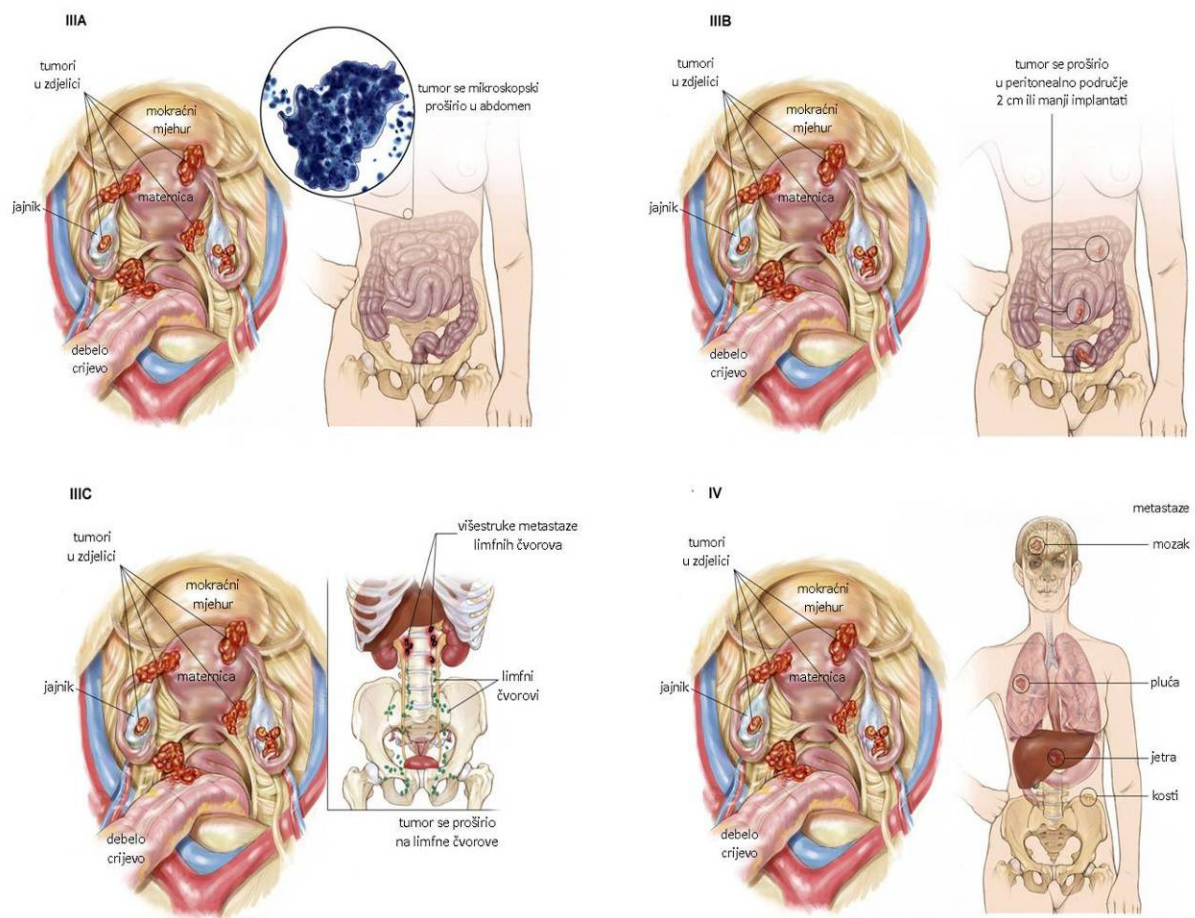 IIIA
tumori
u zdjelici
mokraćni
mjehur
maternica
jajnik
debelo
crijevo
tumor se mikroskopski
proširio u abdomen
IIIB
tumori
u zdjelici
mokraćni
mjehur
maternica
jajnik
debelo
crijevo
tumor se proširio
u peritonealno područje
2 cm ili manji implantati
IIIC
tumori
u zdjelici
mokraćni
mjehur
maternica
jajnik
debelo
crijevo
višestruke metastaze
limfnih čvorova
limfni
čvorovi
tumor se proširio
na limfne čvorove
IV
tumori
u zdjelici
mokraćni
mjehur
maternica
jajnik
debelo
crijevo
metastaze
mozak
pluća
jetra
kosti